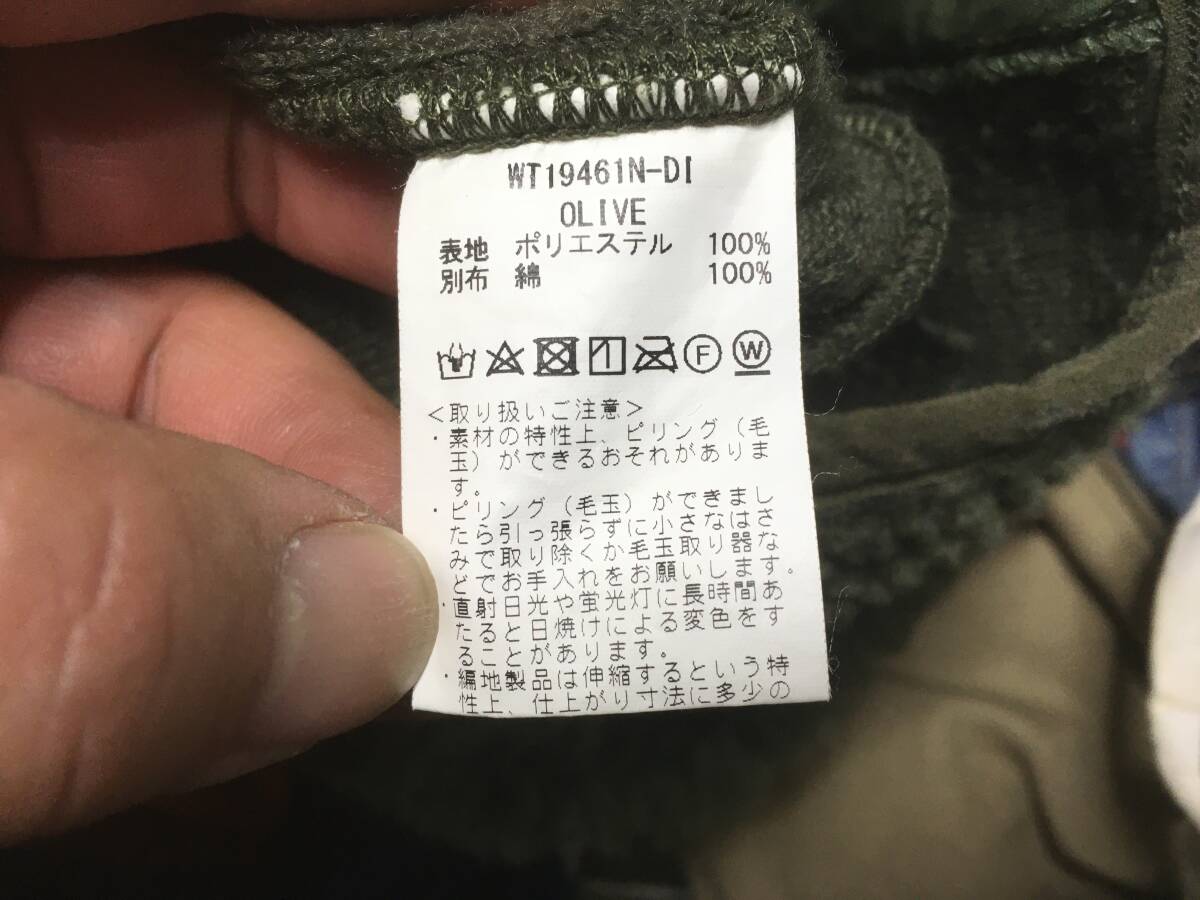 WT19461N-DI
OLIVE
表地 ポリエステル 100%
別布 綿 100%
F W
<取り扱いご注意>
・素材の特性上、ピリング（毛
玉）ができるおそれがありま
す。
・ピリング（毛玉）ができまし
たら引っ張らずに小さなはさ
みで取り除くか毛玉取り器な
どでお手入れをお願いします。
・直射日光や蛍光灯に長時間あ
たると日焼けによる変色をす
ることがあります。
・編地製品は伸縮するという特
性上、仕上がり寸法に多少の